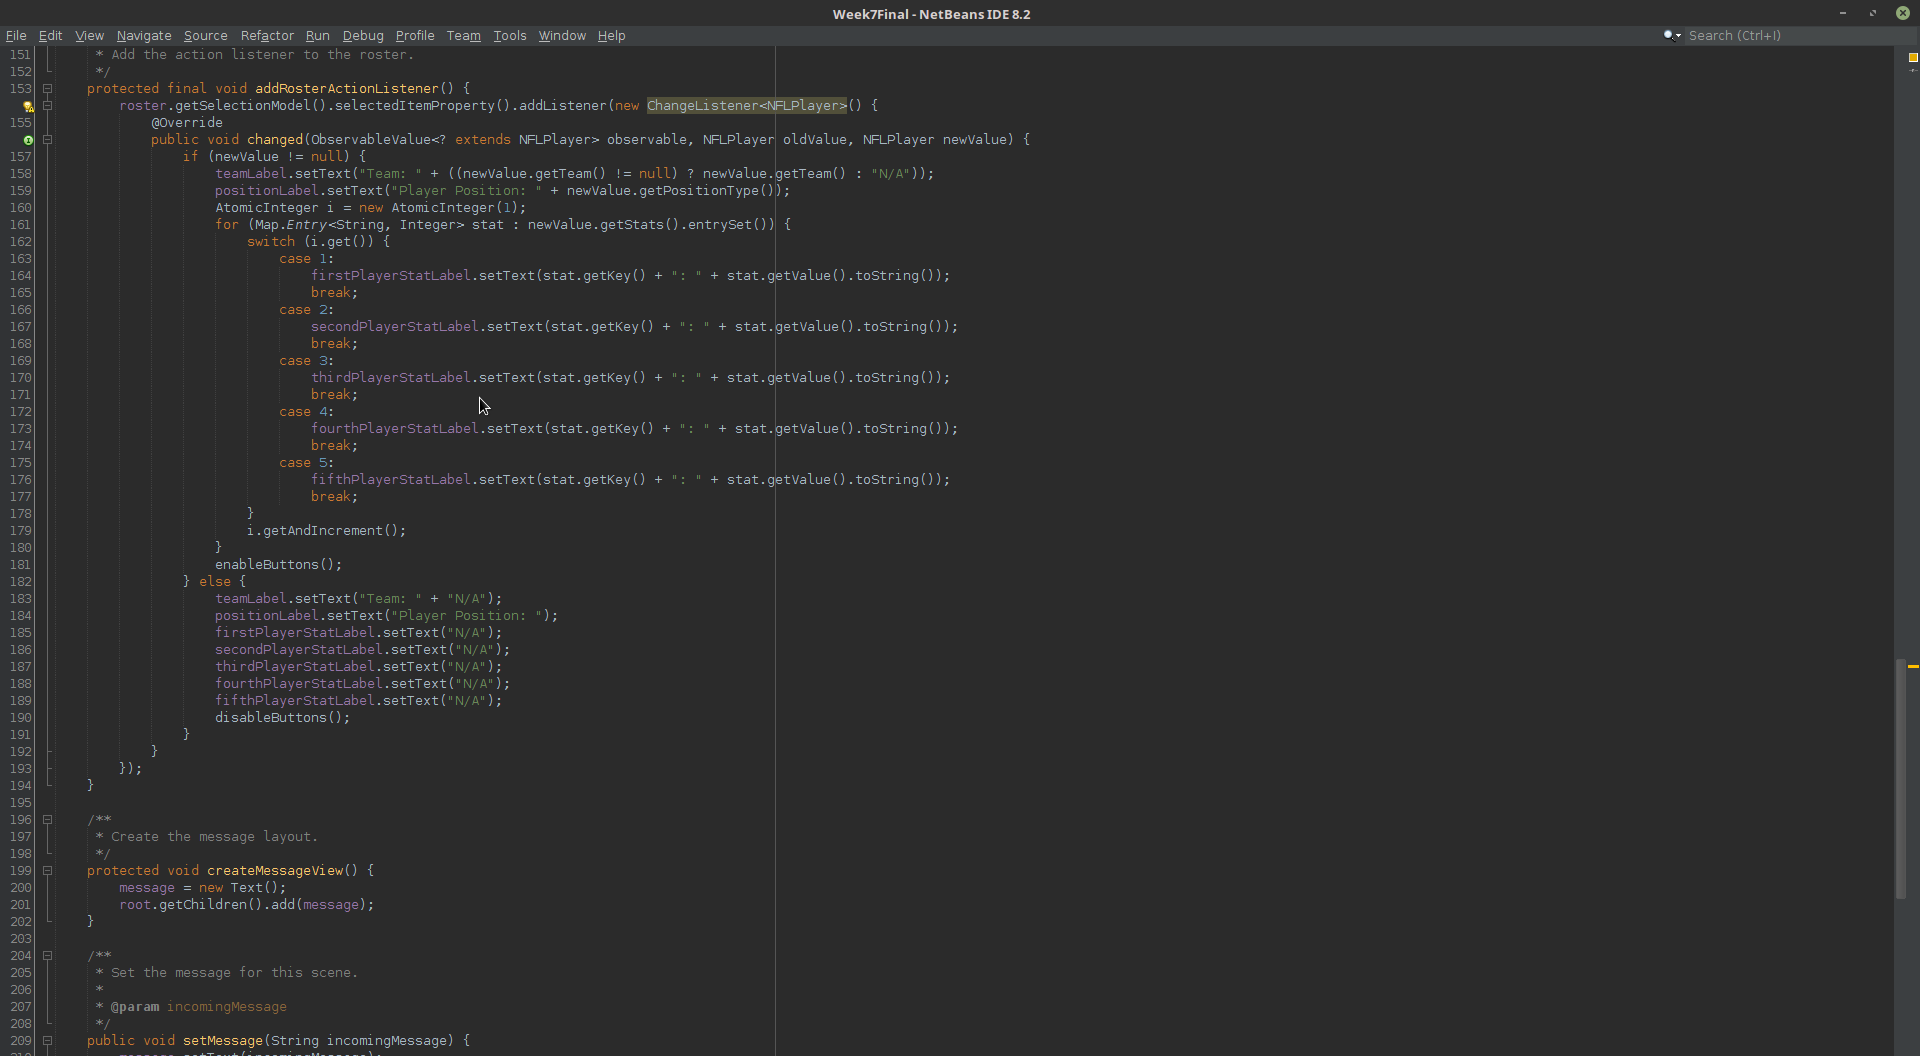 Week7Final - NetBeans IDE 8.2
File Edit View Navigate Source Refactor Run Debug Profile Team Tools Window Help Search (Ctrl+I)
151 * Add the action listener to the roster.
152 */
153 protected final void addRosterActionListener() {
roster.getSelectionModel().selectedItemProperty().addListener(new ChangeListener<NFLPlayer>() {
155 @Override
public void changed(ObservableValue<? extends NFLPlayer> observable, NFLPlayer oldValue, NFLPlayer newValue) {
157 if (newValue != null) {
158 teamLabel.setText("Team: " + ((newValue.getTeam() != null) ? newValue.getTeam() : "N/A"));
159 positionLabel.setText("Player Position: " + newValue.getPositionType());
160 AtomicInteger i = new AtomicInteger(1);
161 for (Map.Entry<String, Integer> stat : newValue.getStats().entrySet()) {
162 switch (i.get()) {
163 case 1:
164 firstPlayerStatLabel.setText(stat.getKey() + ": " + stat.getValue().toString());
165 break;
166 case 2:
167 secondPlayerStatLabel.setText(stat.getKey() + ": " + stat.getValue().toString());
168 break;
169 case 3:
170 thirdPlayerStatLabel.setText(stat.getKey() + ": " + stat.getValue().toString());
171 break;
172 case 4:
173 fourthPlayerStatLabel.setText(stat.getKey() + ": " + stat.getValue().toString());
174 break;
175 case 5:
176 fifthPlayerStatLabel.setText(stat.getKey() + ": " + stat.getValue().toString());
177 break;
178 }
179 i.getAndIncrement();
180 }
181 enableButtons();
182 } else {
183 teamLabel.setText("Team: " + "N/A");
184 positionLabel.setText("Player Position: ");
185 firstPlayerStatLabel.setText("N/A");
186 secondPlayerStatLabel.setText("N/A");
187 thirdPlayerStatLabel.setText("N/A");
188 fourthPlayerStatLabel.setText("N/A");
189 fifthPlayerStatLabel.setText("N/A");
190 disableButtons();
191 }
192 }
193 });
194 }
195
196 /**
197 * Create the message layout.
198 */
199 protected void createMessageView() {
200 message = new Text();
201 root.getChildren().add(message);
202 }
203
204 /**
205 * Set the message for this scene.
206 *
207 * @param incomingMessage
208 */
209 public void setMessage(String incomingMessage) {
210 message.setText(incomingMessage);